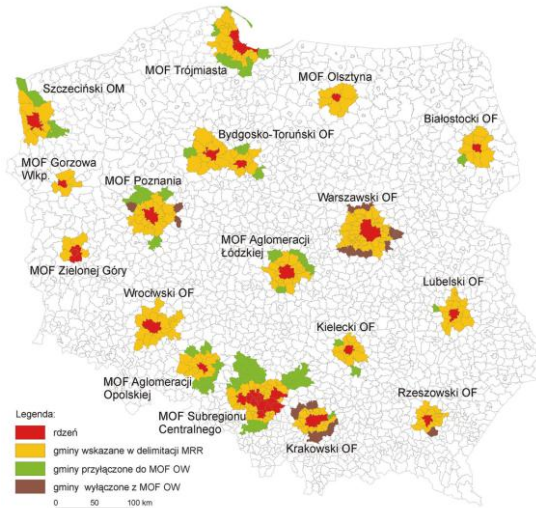 MOF Trójmiasta
MOF Olsztyna
Szczeciński OM
Białostocki OF
Bydgosko-Toruński OF
MOF Gorzowa
Wlkp.
MOF Poznania
Warszawski OF
MOF Aglomeracji
Łódzkiej
MOF Zielonej Góry
Lubelski OF
Wrocłwski OF
Kielecki OF
MOF Aglomeracji
Opolskiej
Rzeszowski OF
MOF Subregionu
Centralnego
Krakowski OF
Legenda:
rdzeń
gminy wskazane w delimitacji MRR
gminy przyłączone do MOF OW
gminy wyłączone z MOF OW
0 50 100 km